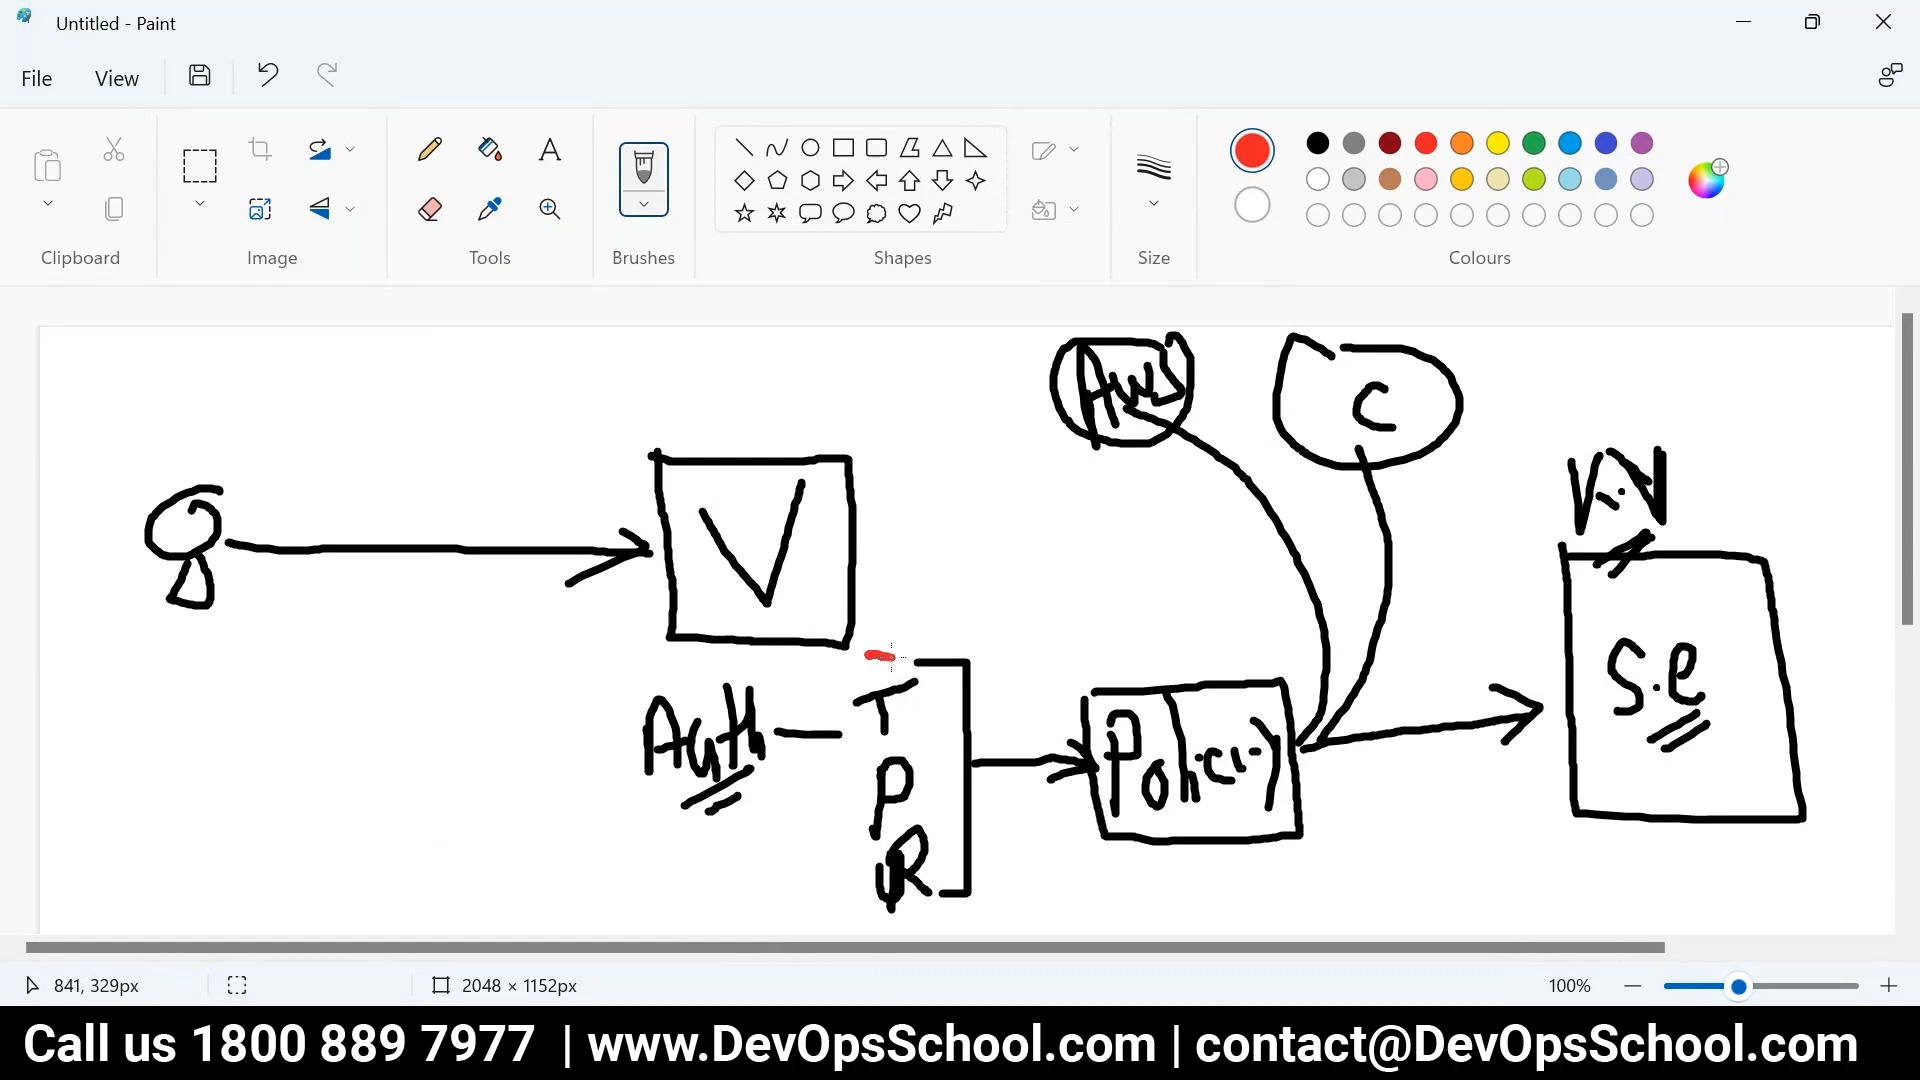 Untitled - Paint
File View
Clipboard Image Tools Brushes Shapes Size Colours
AWS
C
V
K.V
S.e
Auth
T
P
R
Policy
841, 329px
2048 × 1152px
100%
Call us 1800 889 7977 | www.DevOpsSchool.com | contact@DevOpsSchool.com